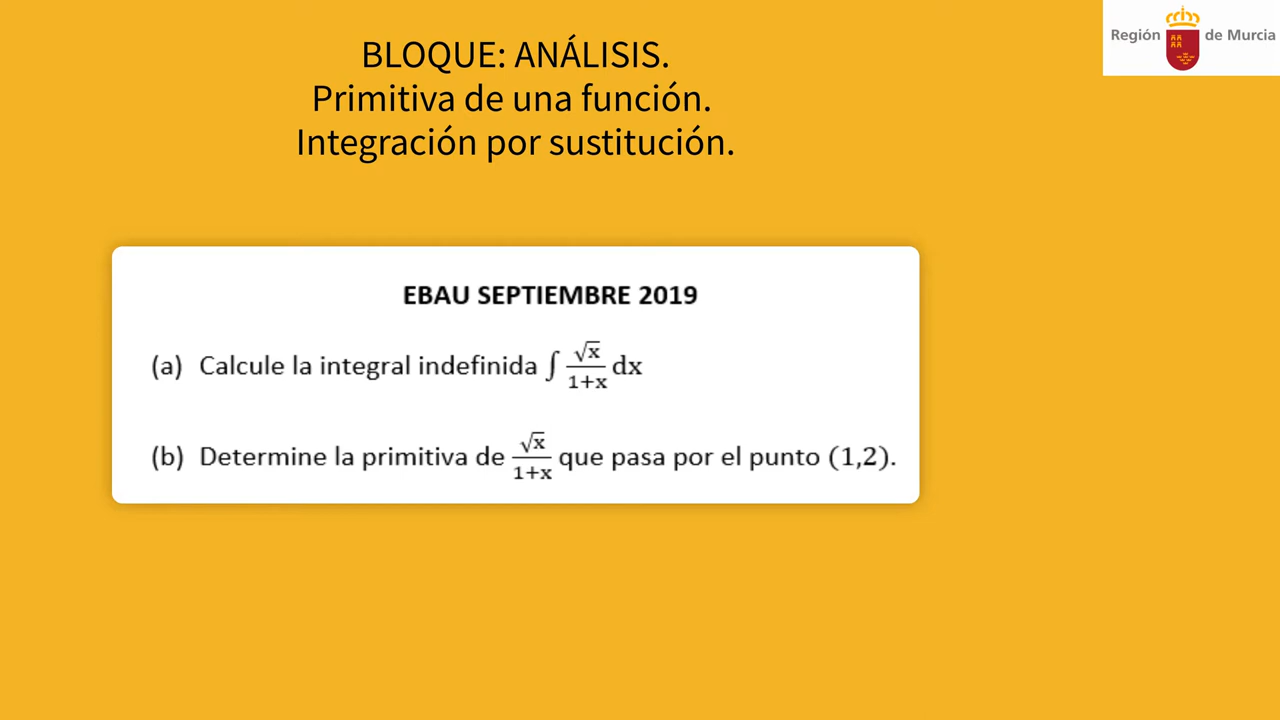 BLOQUE: ANÁLISIS.
Primitiva de una función.
Integración por sustitución.
Región de Murcia
EBAU SEPTIEMBRE 2019
(a) Calcule la integral indefinida ∫ √x/1+x dx
(b) Determine la primitiva de √x/1+x que pasa por el punto (1,2).